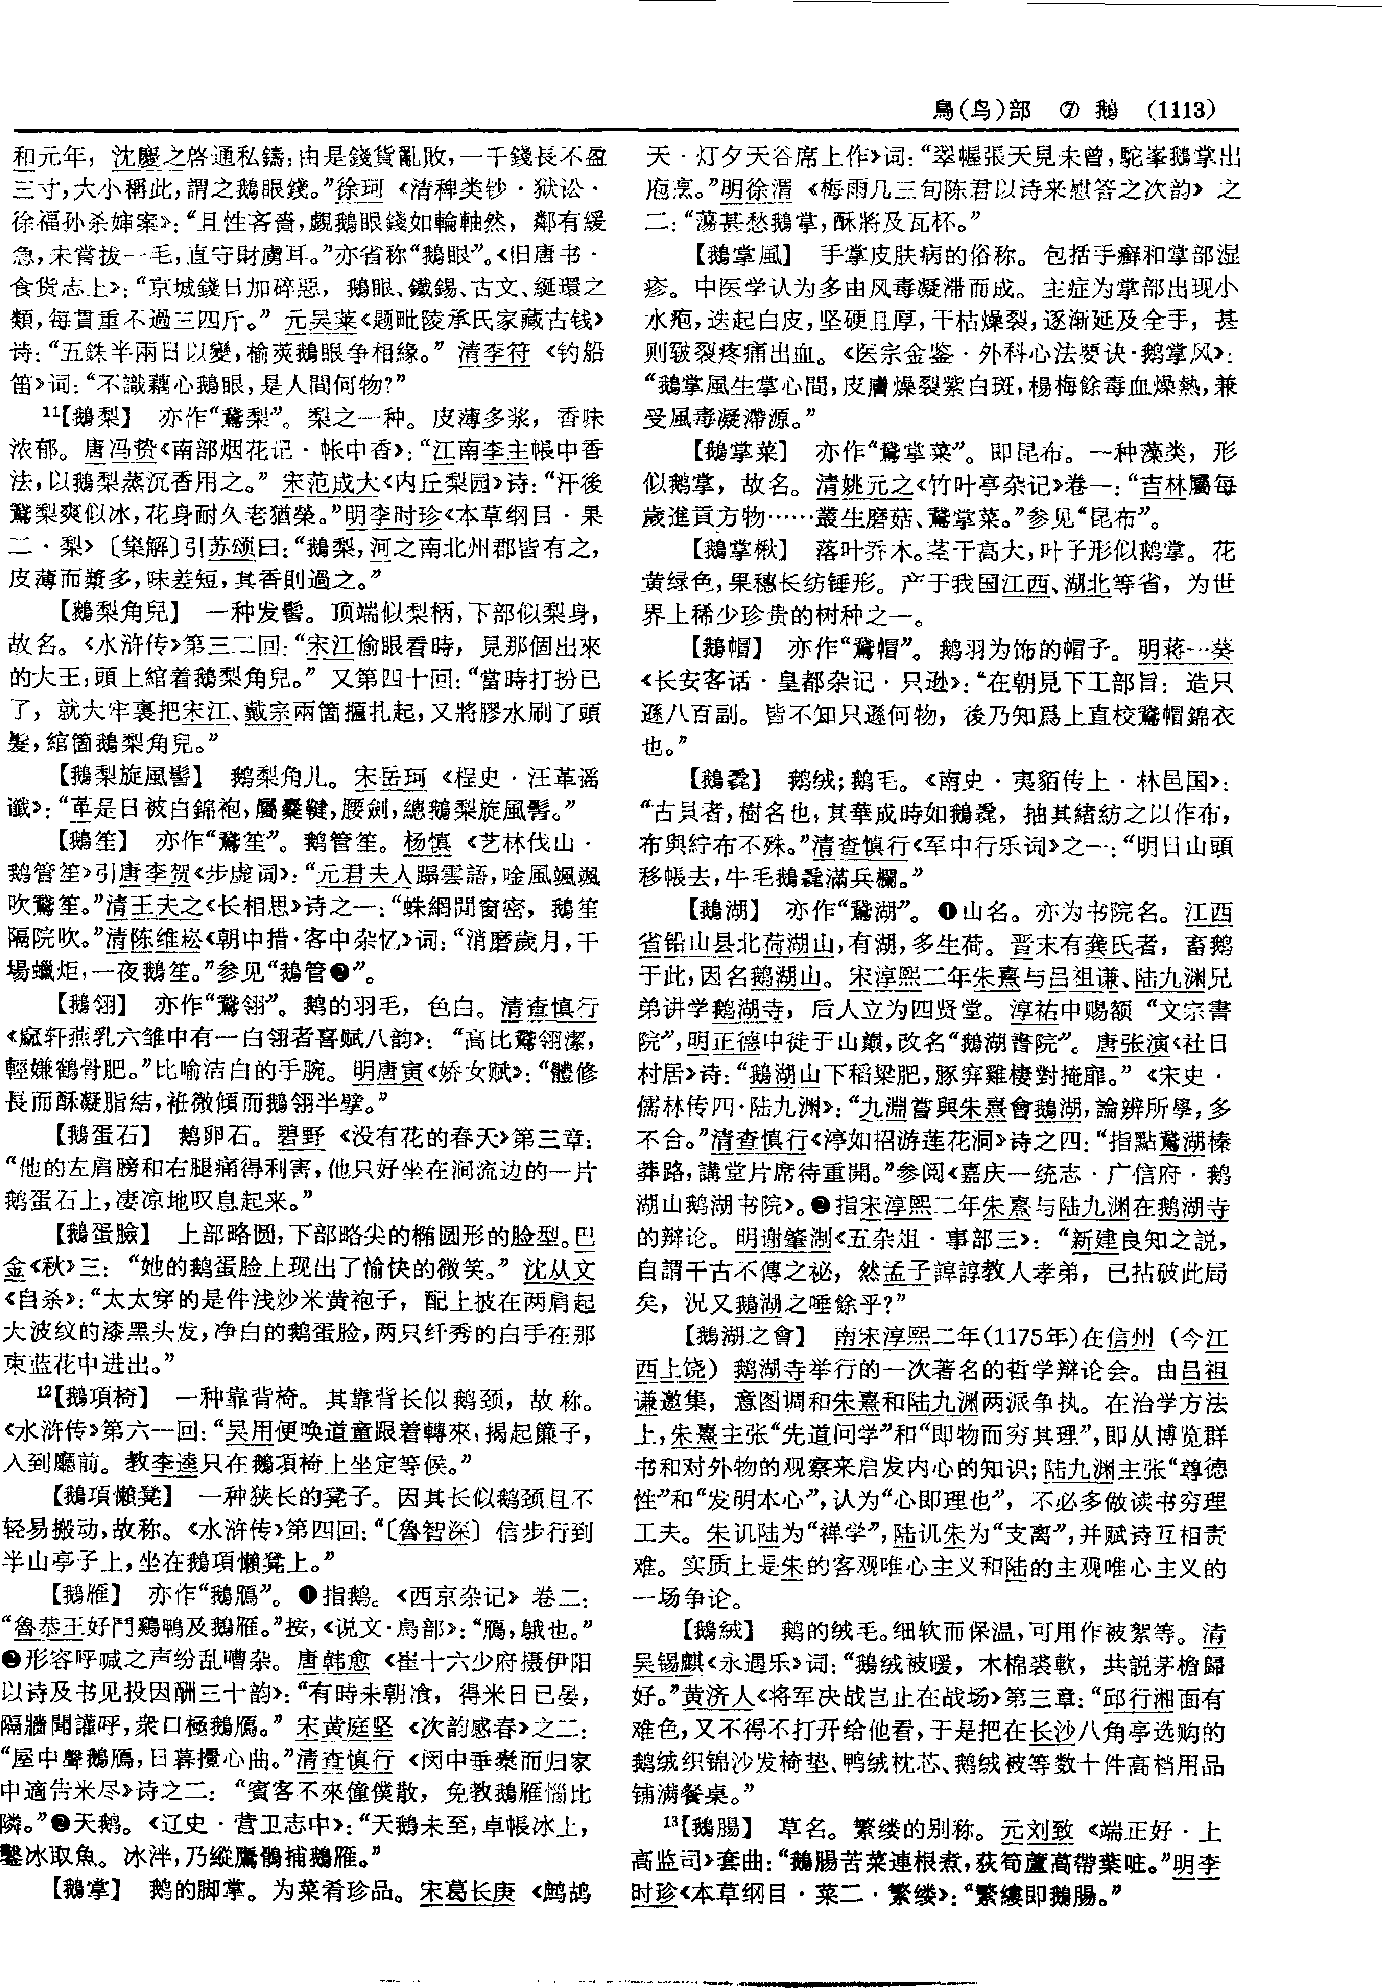 鳥(鸟)部　⑦　鹅　(1113)
和元年，沈慶之啓通私鑄；由是錢貨亂敗，一千錢長不盈
三寸，大小稱此，謂之鵝眼錢。”徐珂《清稗类钞·狱讼·
徐福孙杀婶案》：“且性吝嗇，覷鵝眼錢如輪軸然，鄰有緩
急，未嘗拔一毛，直守財虜耳。”亦省称“鹅眼”。《旧唐书·
食货志上》：“京城錢日加碎惡，鵝眼、鐵錫、古文、綖環之
類，每貫重不過三四斤。”元吴莱《题毗陵承氏家藏古钱》
诗：“五銖半兩日以變，榆莢鵝眼争相緣。”清李符《钓船
笛》词：“不識藕心鵝眼，是人間何物？”
11【鵝梨】　亦作“鵞梨”。梨之一种。皮薄多浆，香味
浓郁。唐冯贽《南部烟花记·帐中香》：“江南李主帳中香
法，以鵝梨蒸沉香用之。”宋范成大《内丘梨园》诗：“汗後
鵞梨爽似冰，花身耐久老猶榮。”明李时珍《本草纲目·果
二·梨》〔集解〕引苏颂曰：“鵝梨，河之南北州郡皆有之，
皮薄而漿多，味差短，其香則過之。”
【鵝梨角兒】　一种发髻。顶端似梨柄，下部似梨身，
故名。《水浒传》第三二回：“宋江偷眼看時，見那個出來
的大王，頭上綰着鵝梨角兒。”又第四十回：“當時打扮已
了，就大牢裏把宋江、戴宗兩箇㨄扎起，又將膠水刷了頭
髮，綰箇鵝梨角兒。”
【鵝梨旋風髻】　鹅梨角儿。宋岳珂《桯史·汪革谣
谶》：“革是日被白錦袍，屬櫜鞬，腰劍，總鵝梨旋風髻。”
【鵝笙】　亦作“鵞笙”。鹅管笙。杨慎《艺林伐山·
鹅管笙》引唐李贺《步虚词》：“元君夫人蹋雲語，唫風颯颯
吹鵞笙。”清王夫之《长相思》诗之一：“蛛網閒窗密，鵝笙
隔院吹。”清陈维崧《朝中措·客中杂忆》词：“消磨歲月，千
場蠟炬，一夜鵝笙。”参见“鵝管❷”。
【鵝翎】　亦作“鵞翎”。鹅的羽毛，色白。清查慎行
《窳轩燕乳六雏中有一白翎者喜赋八韵》：“高比鵞翎潔，
輕嫌鶴骨肥。”比喻洁白的手腕。明唐寅《娇女赋》：“體修
長而酥凝脂結，袵微傾而鵝翎半擘。”
【鵝蛋石】　鹅卵石。碧野《没有花的春天》第三章：
“他的左肩膀和右腿痛得利害，他只好坐在涧流边的一片
鹅蛋石上，凄凉地叹息起来。”
【鵝蛋臉】　上部略圆，下部略尖的椭圆形的脸型。巴
金《秋》三：“她的鹅蛋脸上现出了愉快的微笑。”沈从文
《自杀》：“太太穿的是件浅炒米黄袍子，配上披在两肩起
大波纹的漆黑头发，净白的鹅蛋脸，两只纤秀的白手在那
束蓝花中进出。”
12【鵝項椅】　一种靠背椅。其靠背长似鹅颈，故称。
《水浒传》第六一回：“吴用便唤道童跟着轉來，揭起簾子，
入到廳前。教李逵只在鵝項椅上坐定等候。”
【鵝項懶凳】　一种狭长的凳子。因其长似鹅颈且不
轻易搬动，故称。《水浒传》第四回：“〔魯智深〕信步行到
半山亭子上，坐在鵝項懶凳上。”
【鵝雁】　亦作“鵝鴈”。❶指鹅。《西京杂记》卷二：
“魯恭王好鬥鷄鴨及鵝雁。”按，《说文·鳥部》：“鴈，䳘也。”
❷形容呼喊之声纷乱嘈杂。唐韩愈《崔十六少府摄伊阳
以诗及书见投因酬三十韵》：“有時未朝飡，得米日已晏，
隔牆聞讙呼，衆口極鵝鴈。”宋黄庭坚《次韵感春》之二：
“屋中聲鵝鴈，日暮攪心曲。”清查慎行《闵中垂橐而归家
中適告米尽》诗之二：“賓客不來僮僕散，免教鵝雁惱比
隣。”❸天鹅。《辽史·营卫志中》：“天鵝未至，卓帳冰上，
鑿冰取魚。冰泮，乃縱鷹鶻捕鵝雁。”
【鵝掌】　鹅的脚掌。为菜肴珍品。宋葛长庚《鹧鸪
天·灯夕天谷席上作》词：“翠幄張天見未曾，駝峯鵝掌出
庖烹。”明徐渭《梅雨几三旬陈君以诗来慰答之次韵》之
二：“蕩甚愁鵝掌，酥將及瓦杯。”
【鵝掌風】　手掌皮肤病的俗称。包括手癣和掌部湿
疹。中医学认为多由风毒凝滞而成。主症为掌部出现小
水疱，迭起白皮，坚硬且厚，干枯燥裂，逐渐延及全手，甚
则皲裂疼痛出血。《医宗金鉴·外科心法要诀·鹅掌风》：
“鵝掌風生掌心間，皮膚燥裂紫白斑，楊梅餘毒血燥熱，兼
受風毒凝滯源。”
【鵝掌菜】　亦作“鵞掌菜”。即昆布。一种藻类，形
似鹅掌，故名。清姚元之《竹叶亭杂记》卷一：“吉林屬每
歲進貢方物……叢生磨菇、鵞掌菜。”参见“昆布”。
【鵝掌楸】　落叶乔木。茎干高大，叶子形似鹅掌。花
黄绿色，果穗长纺锤形。产于我国江西、湖北等省，为世
界上稀少珍贵的树种之一。
【鵝帽】　亦作“鵞帽”。鹅羽为饰的帽子。明蒋一葵
《长安客话·皇都杂记·只逊》：“在朝見下工部旨：造只
遜八百副。皆不知只遜何物，後乃知爲上直校鵞帽錦衣
也。”
【鵝毳】　鹅绒；鹅毛。《南史·夷貊传上·林邑国》：
“古貝者，樹名也，其華成時如鵝毳，抽其緒紡之以作布，
布與紵布不殊。”清查慎行《军中行乐词》之一：“明日山頭
移帳去，牛毛鵝毳滿兵欄。”
【鵝湖】　亦作“鵞湖”。❶山名。亦为书院名。江西
省铅山县北荷湖山，有湖，多生荷。晋末有龚氏者，畜鹅
于此，因名鹅湖山。宋淳熙二年朱熹与吕祖谦、陆九渊兄
弟讲学鹅湖寺，后人立为四贤堂。淳祐中赐额“文宗書
院”，明正德中徙于山巅，改名“鵝湖書院”。唐张演《社日
村居》诗：“鵝湖山下稻粱肥，豚穽雞棲對掩扉。”《宋史·
儒林传四·陆九渊》：“九淵嘗與朱熹會鵝湖，論辨所學，多
不合。”清查慎行《渟如招游莲花洞》诗之四：“指點鵞湖榛
莽路，講堂片席待重開。”参阅《嘉庆一统志·广信府·鹅
湖山鹅湖书院》。❷指宋淳熙二年朱熹与陆九渊在鹅湖寺
的辩论。明谢肇淛《五杂俎·事部三》：“新建良知之説，
自謂千古不傳之祕，然孟子諄諄教人孝弟，已拈破此局
矣，況又鵝湖之唾餘乎？”
【鵝湖之會】　南宋淳熙二年(1175年)在信州（今江
西上饶）鹅湖寺举行的一次著名的哲学辩论会。由吕祖
谦邀集，意图调和朱熹和陆九渊两派争执。在治学方法
上，朱熹主张“先道问学”和“即物而穷其理”，即从博览群
书和对外物的观察来启发内心的知识；陆九渊主张“尊德
性”和“发明本心”，认为“心即理也”，不必多做读书穷理
工夫。朱讥陆为“禅学”，陆讥朱为“支离”，并赋诗互相责
难。实质上是朱的客观唯心主义和陆的主观唯心主义的
一场争论。
【鵝絨】　鹅的绒毛。细软而保温，可用作被絮等。清
吴锡麒《永遇乐》词：“鵝絨被暖，木棉裘軟，共説茅檐歸
好。”黄济人《将军决战岂止在战场》第三章：“邱行湘面有
难色，又不得不打开给他看，于是把在长沙八角亭选购的
鹅绒织锦沙发椅垫、鸭绒枕芯、鹅绒被等数十件高档用品
铺满餐桌。”
13【鵝腸】　草名。繁缕的别称。元刘致《端正好·上
高监司》套曲：“鵝腸苦菜連根煮，荻筍蘆萵帶葉𠳹。”明李
时珍《本草纲目·菜二·繁缕》：“繁縷即鵝腸。”